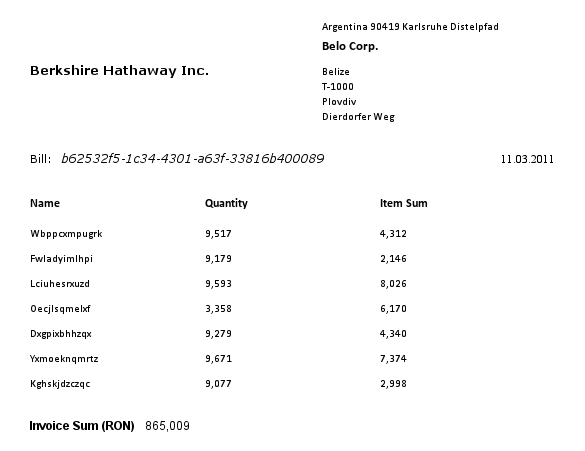 Argentina 90419 Karlsruhe Distelpfad
Belo Corp.
Berkshire Hathaway Inc.
Belize
T-1000
Plovdiv
Dierdorfer Weg
Bill: b62532f5-1c34-4301-a63f-33816b400089 11.03.2011
Name Quantity Item Sum
Wbppcxmpugrk 9,517 4,312
Fwladyimlhpi 9,179 2,146
Lciuhesrxuzd 9,593 8,026
Oecjlsqmelxf 3,358 6,170
Dxgpixbhhzqx 9,279 4,340
Yxmoeknqmrtz 9,671 7,374
Kghskjdzczqc 9,077 2,998
Invoice Sum (RON) 865,009